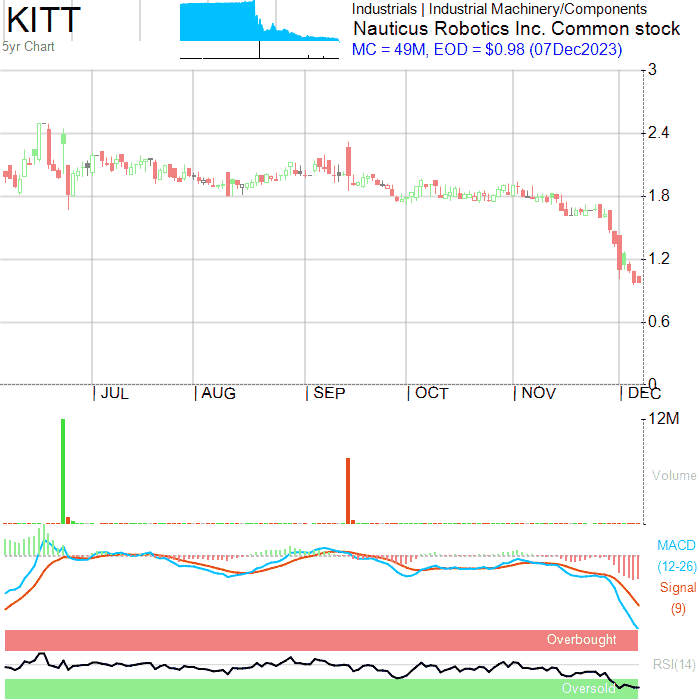 KITT
5yr Chart
Industrials | Industrial Machinery/Components
Nauticus Robotics Inc. Common stock
MC = 49M, EOD = $0.98 (07Dec2023)
3
2.4
1.8
1.2
0.6
0
JUL AUG SEP OCT NOV DEC
12M
Volume
MACD
(12-26)
Signal
(9)
Overbought
RSI(14)
Oversold